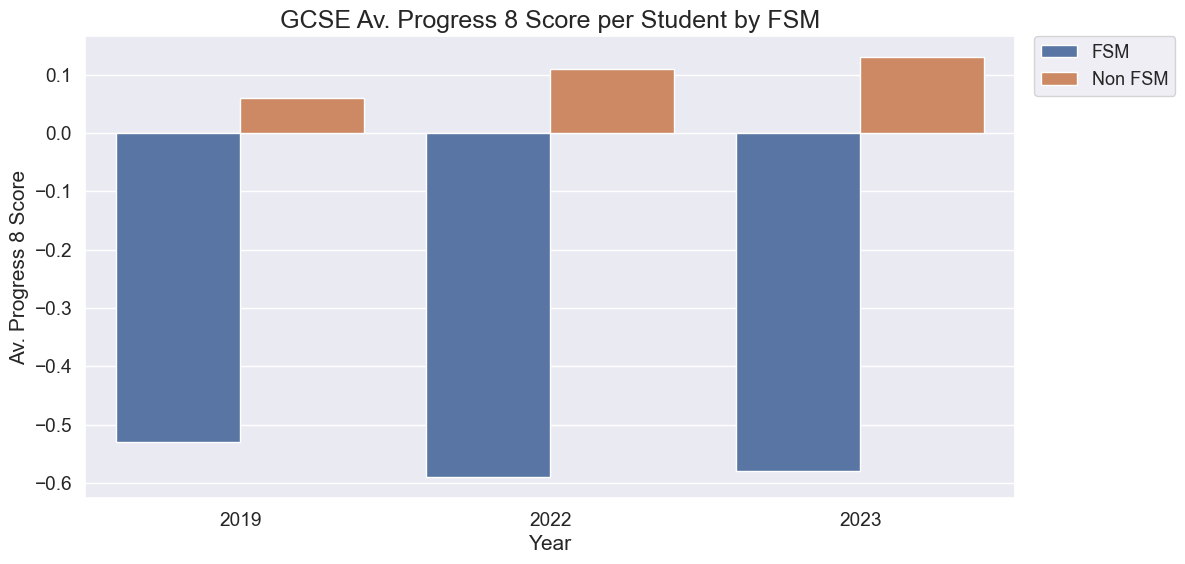 GCSE Av. Progress 8 Score per Student by FSM
FSM
Non FSM
0.1
0.0
−0.1
−0.2
−0.3
−0.4
−0.5
−0.6
Av. Progress 8 Score
2019
2022
2023
Year